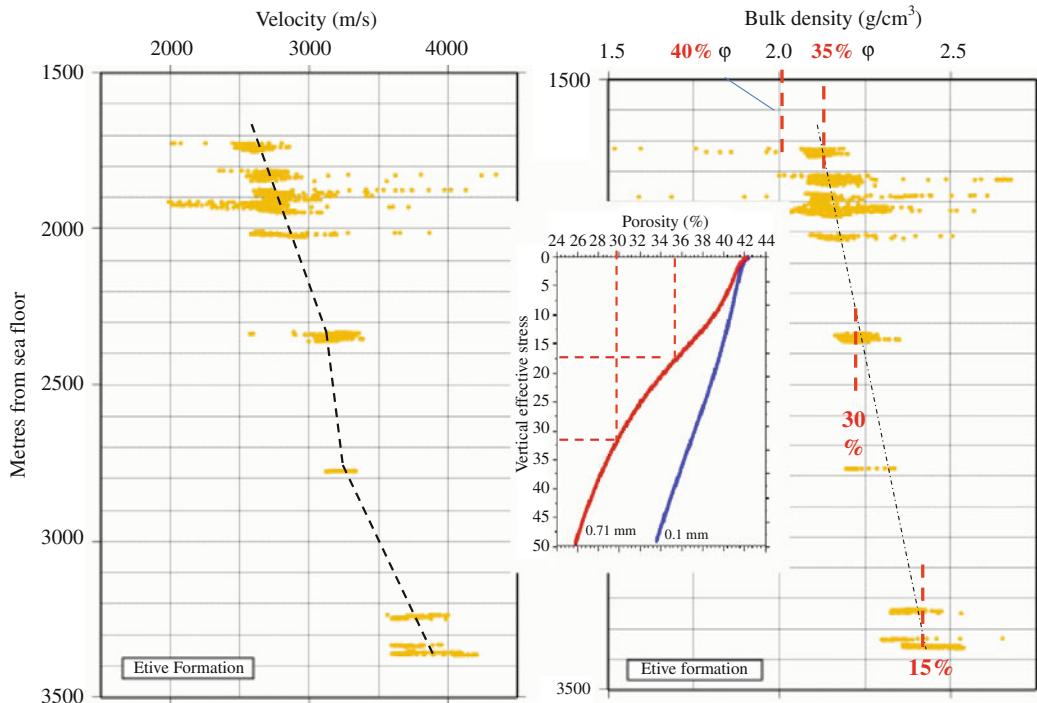 Velocity (m/s)
2000 3000 4000
1500
2000
2500
3000
3500
Metres from sea floor
Etive Formation
Bulk density (g/cm³)
1.5 40% φ 2.0 35% φ 2.5
1500
Porosity (%)
24 26 28 30 32 34 36 38 40 42 44
0
5
10
15
20
25
30
35
40
45
50
Vertical effective stress
0.71 mm 0.1 mm
30
%
15%
Etive formation
3500